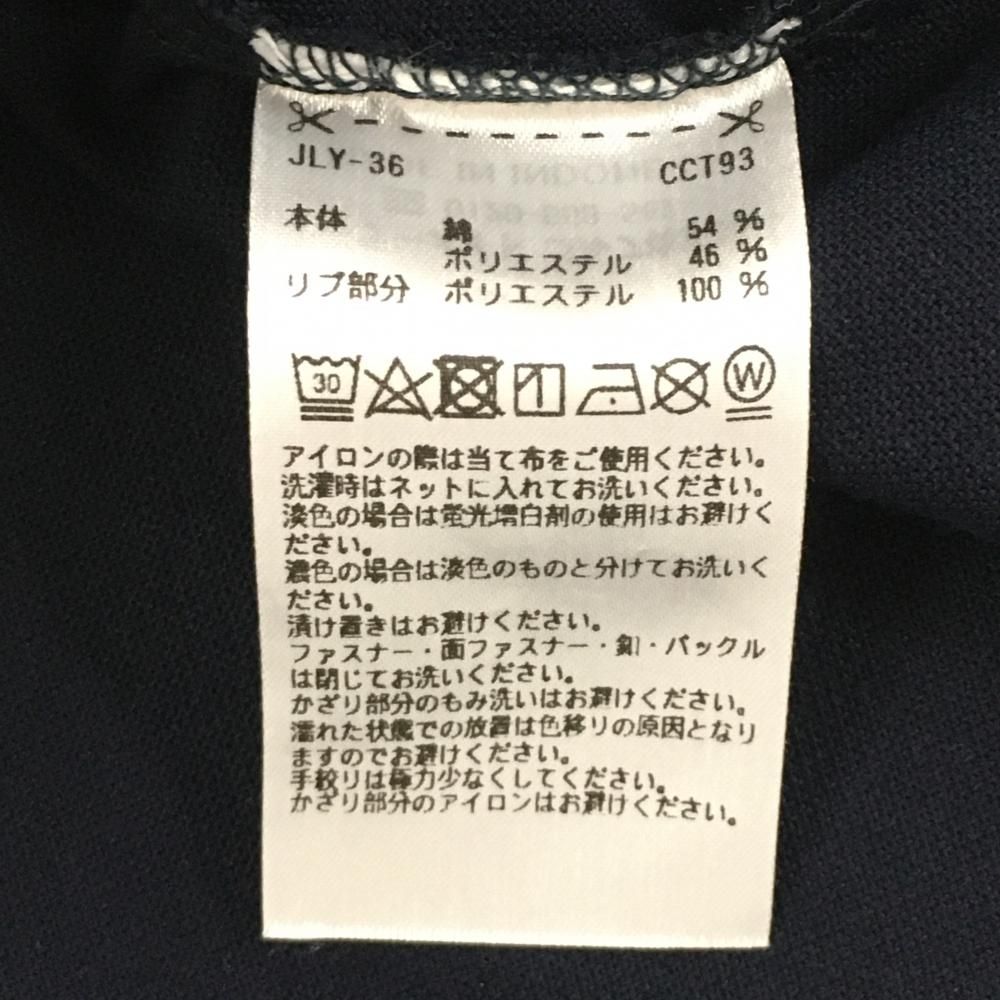 JLY-36 CCT93
本体 綿 54 %
ポリエステル 46 %
リブ部分 ポリエステル 100 %
30 W
アイロンの際は当て布をご使用ください。
洗濯時はネットに入れてお洗いください。
淡色の場合は蛍光増白剤の使用はお避けく
ださい。
濃色の場合は淡色のものと分けてお洗いく
ださい。
漬け置きはお避けください。
ファスナー・面ファスナー・釦・バックル
は閉じてお洗いください。
かざり部分のもみ洗いはお避けください。
濡れた状態での放置は色移りの原因となり
ますのでお避けください。
手絞りは極力少なくしてください。
かざり部分のアイロンはお避けください。